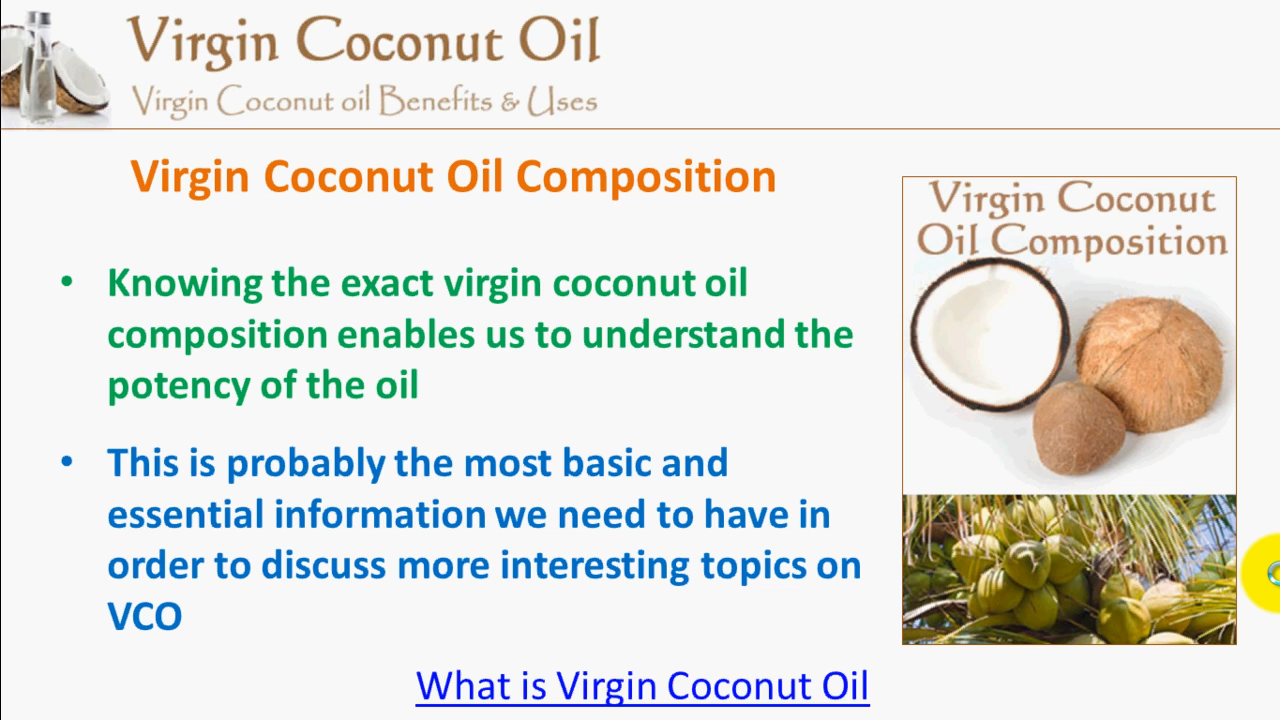 Virgin Coconut Oil
Virgin Coconut oil Benefits & Uses
Virgin Coconut Oil Composition
• Knowing the exact virgin coconut oil
composition enables us to understand the
potency of the oil
• This is probably the most basic and
essential information we need to have in
order to discuss more interesting topics on
VCO
Virgin Coconut
Oil Composition
What is Virgin Coconut Oil